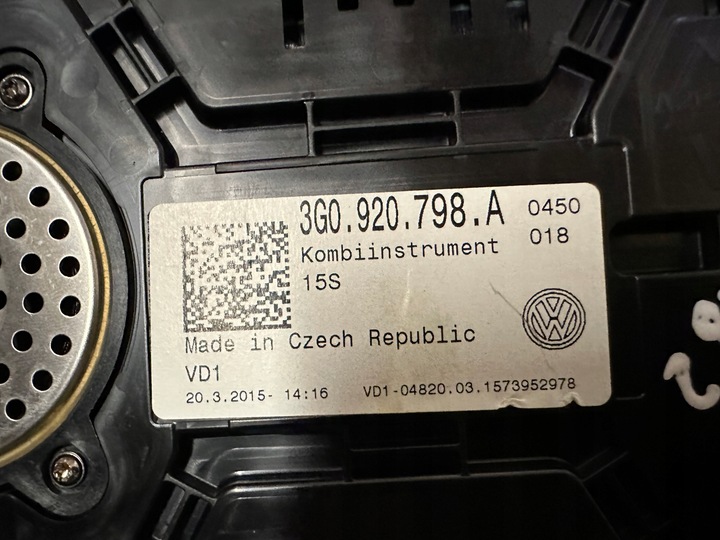 3G0.920.798.A 0450
Kombiinstrument 018
15S
Made in Czech Republic
VD1
20.3.2015- 14:16 VD1-04820.03.1573952978